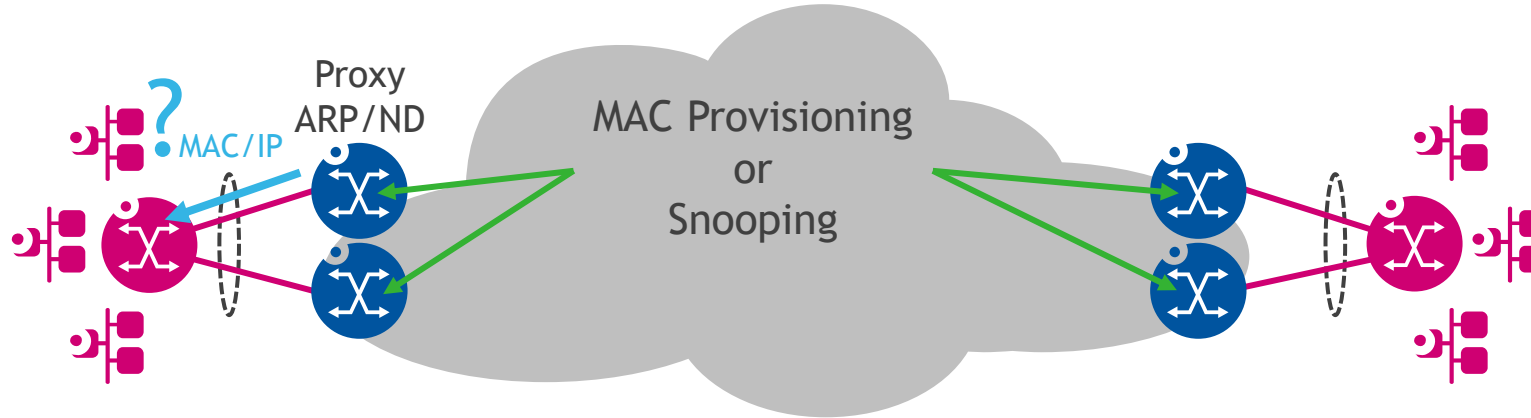 Proxy
ARP/ND
?
MAC/IP
MAC Provisioning
or
Snooping